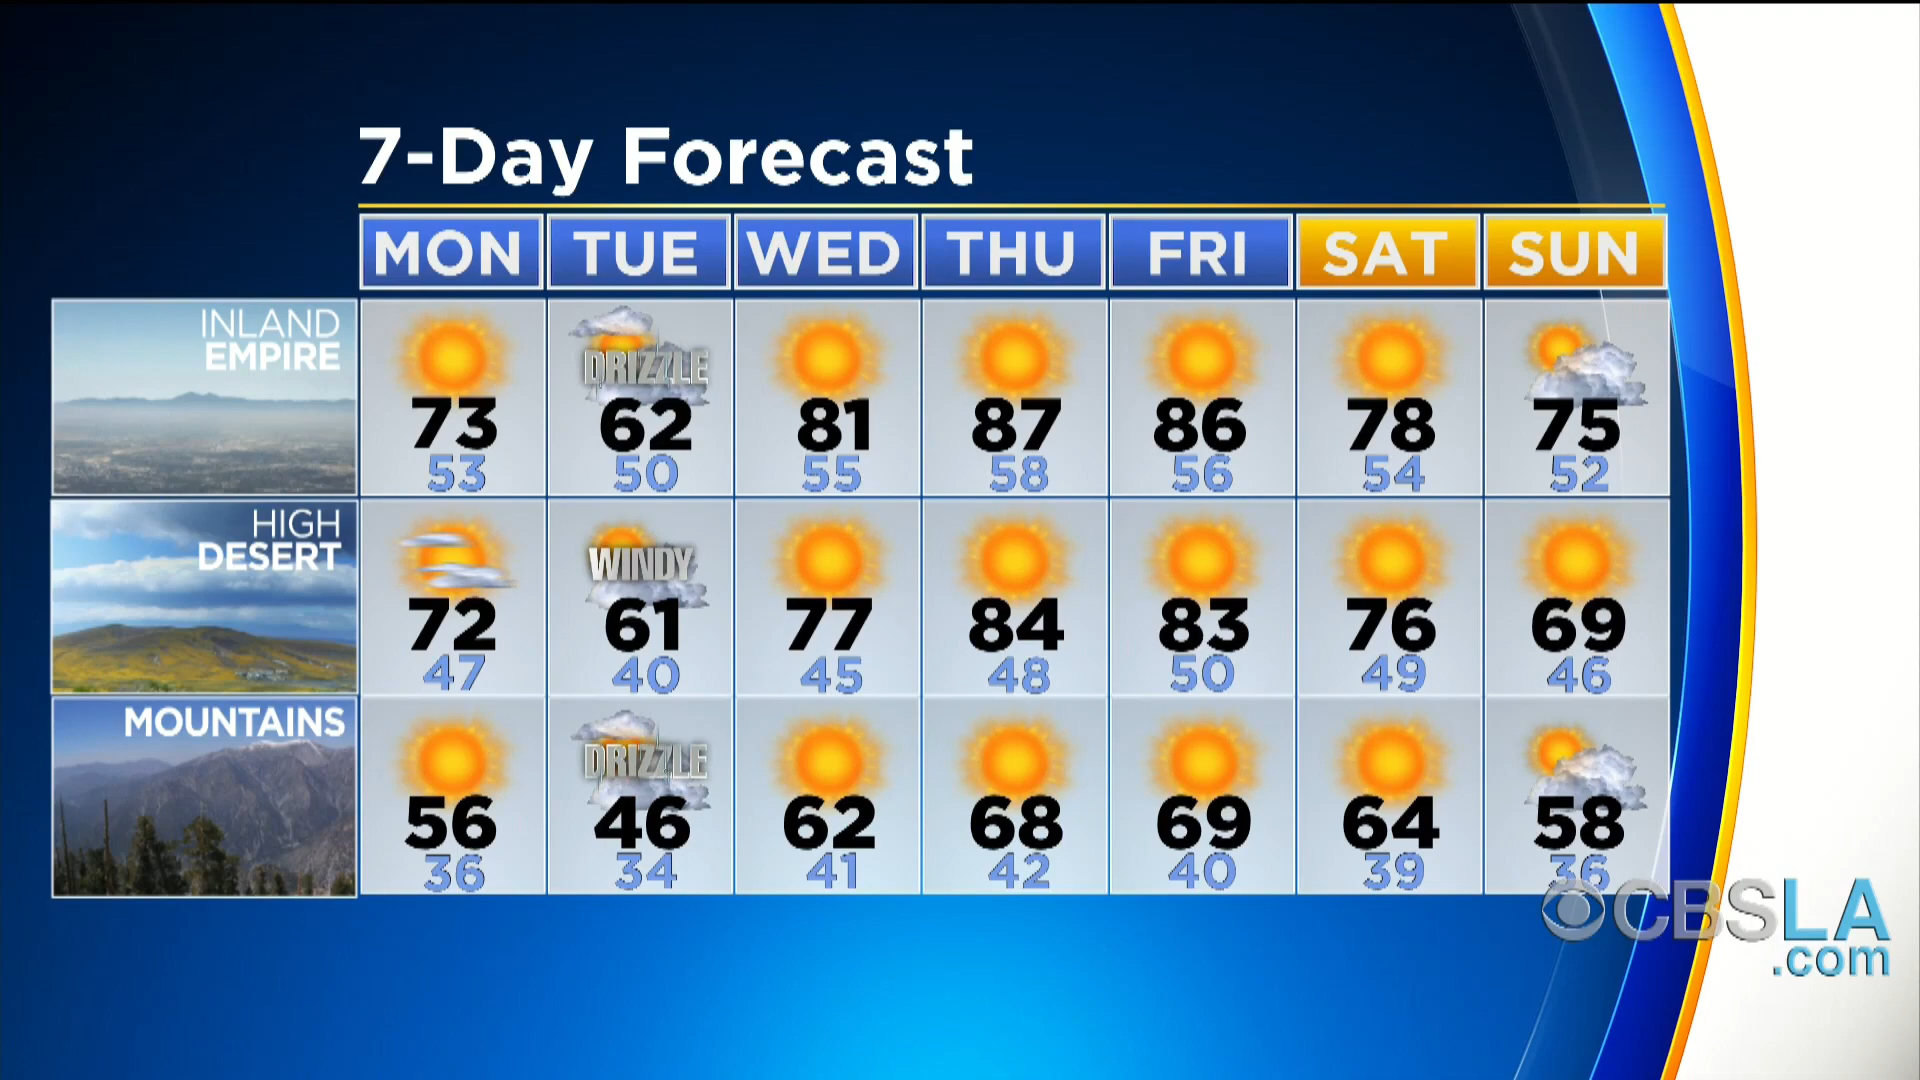 7-Day Forecast
MON TUE WED THU FRI SAT SUN
INLAND
EMPIRE
DRIZZLE
73 62 81 87 86 78 75
53 50 55 58 56 54 52
HIGH
DESERT
WINDY
72 61 77 84 83 76 69
47 40 45 48 50 49 46
MOUNTAINS
DRIZZLE
56 46 62 68 69 64 58
36 34 41 42 40 39 36
CBSLA
.com